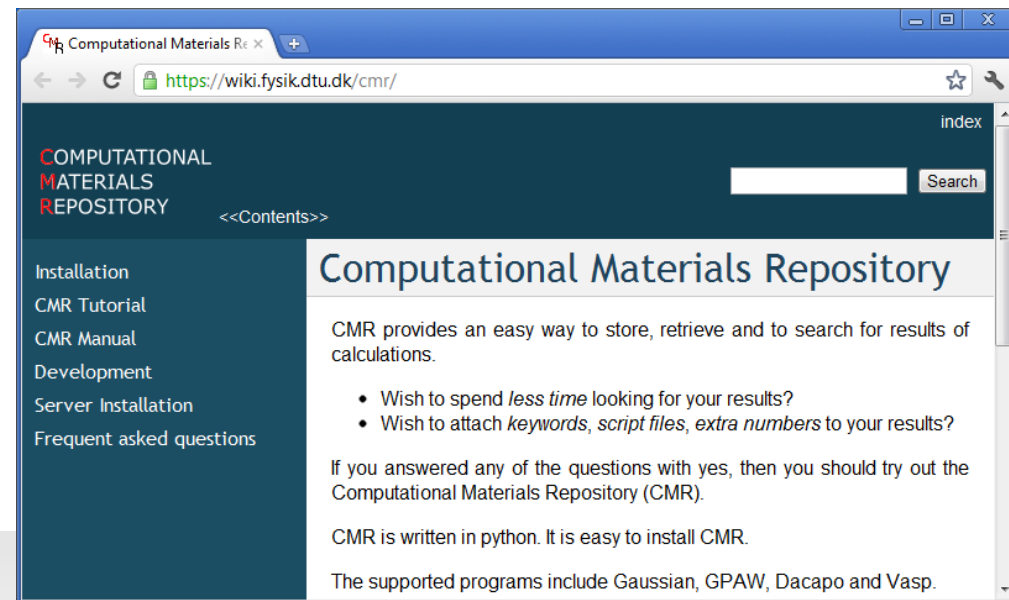 CMR Computational Materials Re
https://wiki.fysik.dtu.dk/cmr/
index
COMPUTATIONAL
MATERIALS
REPOSITORY
<<Contents>>
Search
Installation
CMR Tutorial
CMR Manual
Development
Server Installation
Frequent asked questions
Computational Materials Repository
CMR provides an easy way to store, retrieve and to search for results of
calculations.
• Wish to spend less time looking for your results?
• Wish to attach keywords, script files, extra numbers to your results?
If you answered any of the questions with yes, then you should try out the
Computational Materials Repository (CMR).
CMR is written in python. It is easy to install CMR.
The supported programs include Gaussian, GPAW, Dacapo and Vasp.